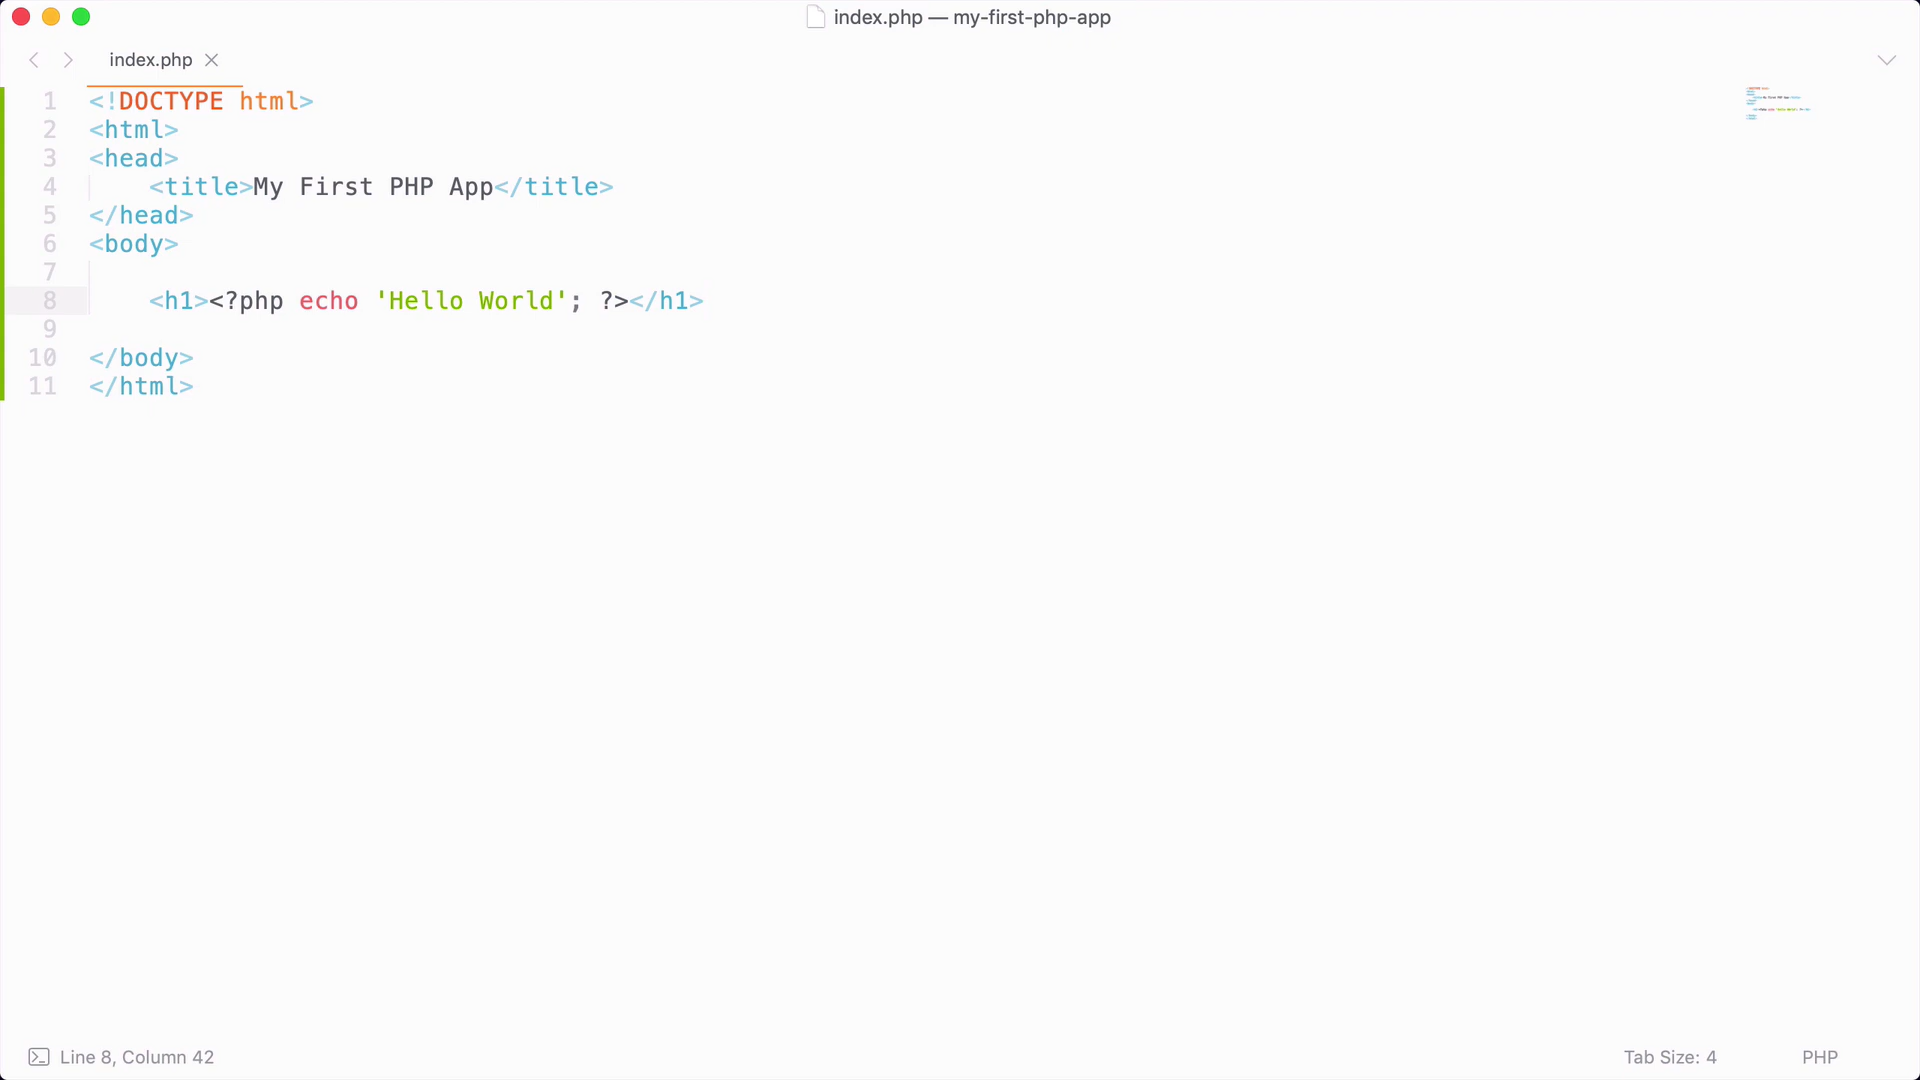 index.php — my-first-php-app
index.php
1 <!DOCTYPE html>
2 <html>
3 <head>
4     <title>My First PHP App</title>
5 </head>
6 <body>
7
8     <h1><?php echo 'Hello World'; ?></h1>
9
10 </body>
11 </html>
Line 8, Column 42
Tab Size: 4
PHP